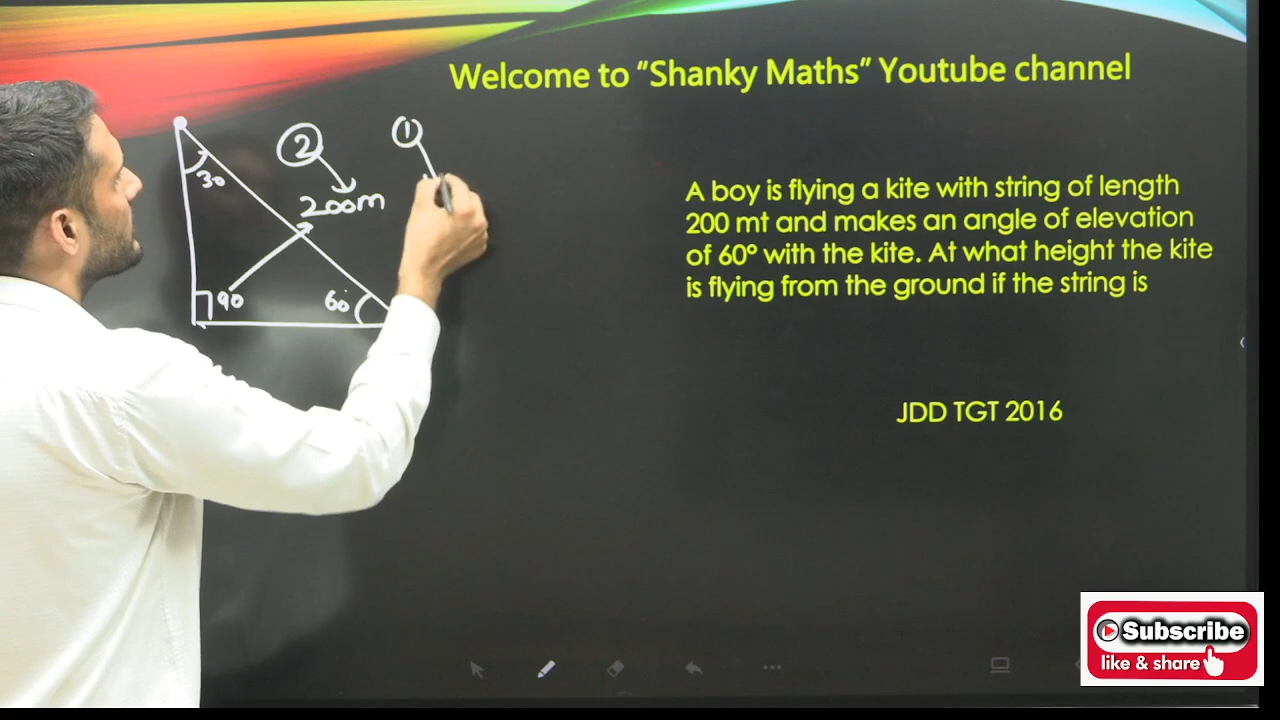 Welcome to "Shanky Maths" Youtube channel
30
2
200m
1
90
60
A boy is flying a kite with string of length
200 mt and makes an angle of elevation
of 60° with the kite. At what height the kite
is flying from the ground if the string is
JDD TGT 2016
Subscribe
like & share